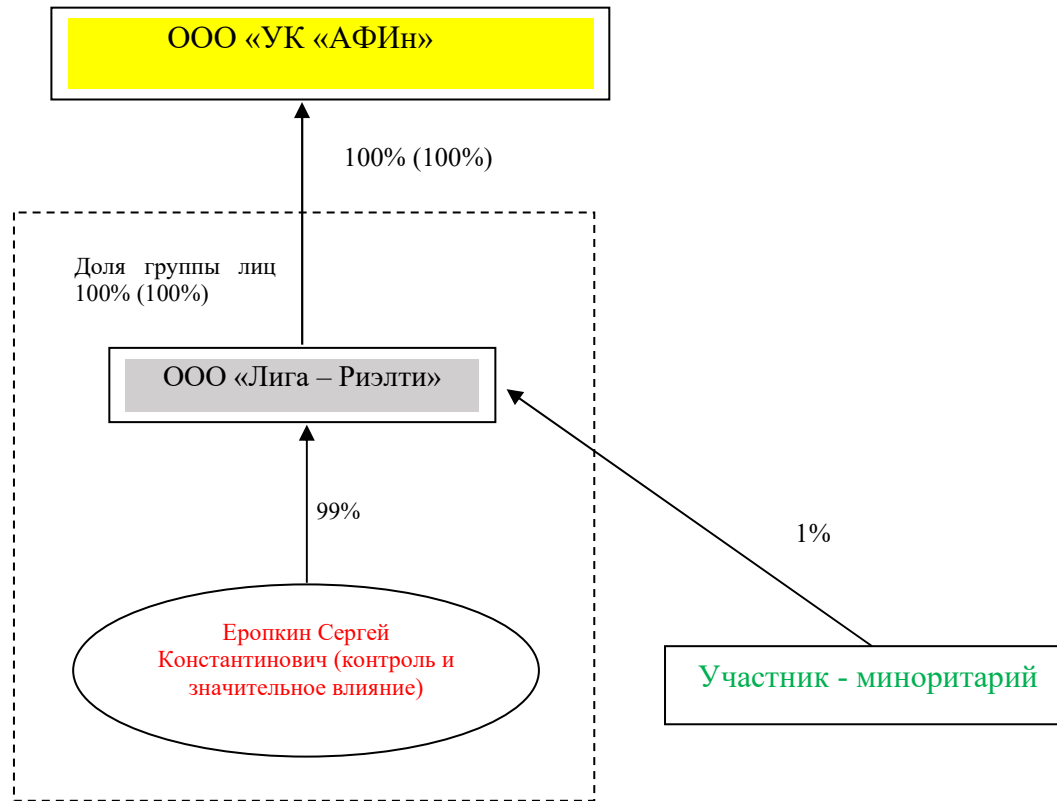 ООО «УК «АФИн»
100% (100%)
Доля группы лиц
100% (100%)
ООО «Лига – Риэлти»
99%
1%
Еропкин Сергей
Константинович (контроль и
значительное влияние)
Участник - миноритарий